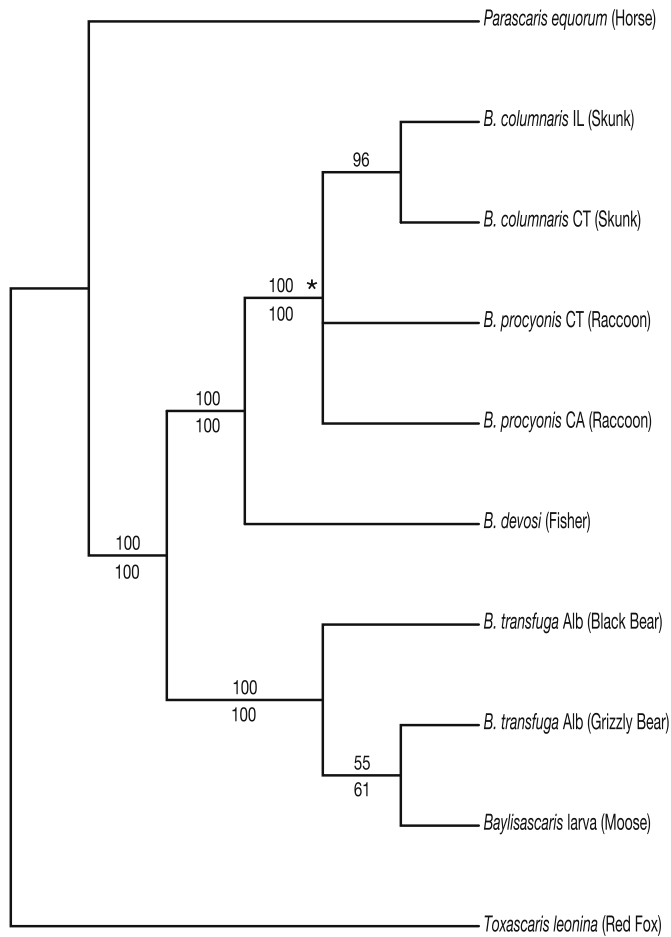 Parascaris equorum (Horse)
B. columnaris IL (Skunk)
96
B. columnaris CT (Skunk)
100 *
100
B. procyonis CT (Raccoon)
100
100
B. procyonis CA (Raccoon)
B. devosi (Fisher)
100
100
B. transfuga Alb (Black Bear)
100
100
B. transfuga Alb (Grizzly Bear)
55
61
Baylisascaris larva (Moose)
Toxascaris leonina (Red Fox)